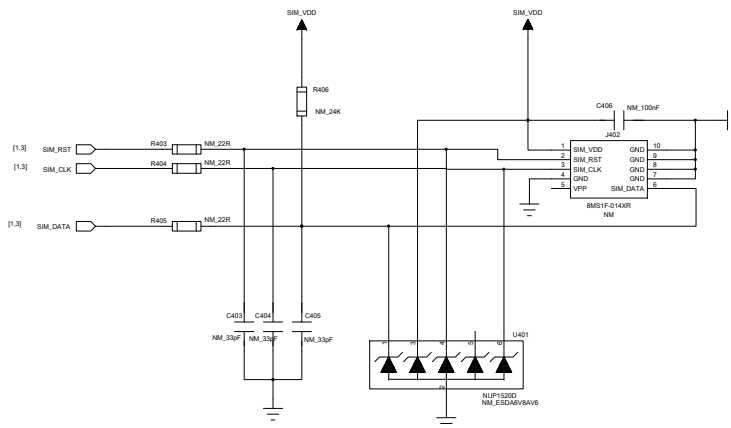 SIM_VDD
SIM_VDD
R406
NM_24K
C406
NM_100nF
J402
[1,3]
SIM_RST
R403
NM_22R
[1,3]
SIM_CLK
R404
NM_22R
1
SIM_VDD
GND
10
2
SIM_RST
GND
9
3
SIM_CLK
GND
8
4
GND
GND
7
5
VPP
SIM_DATA
6
8MS1F-014XR
NM
[1,3]
SIM_DATA
R405
NM_22R
C403
C404
C405
NM_33pF
NM_33pF
NM_33pF
U401
1
3
4
5
6
2
NUP1520D
NM_ESDA6V8AV6